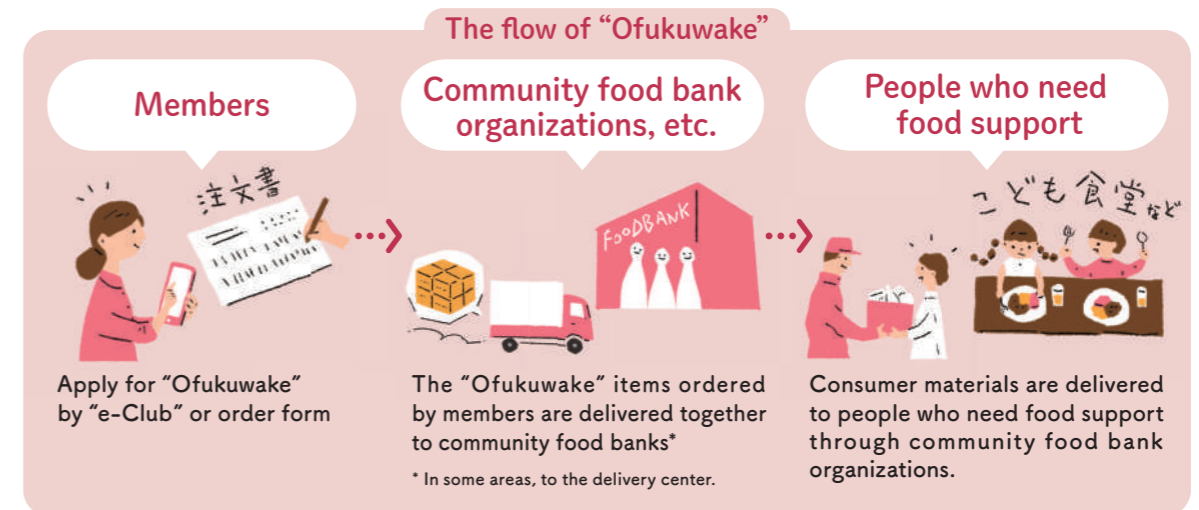 The flow of “Ofukuwake”
Members
注文書
Apply for “Ofukuwake”
by “e-Club” or order form
Community food bank
organizations, etc.
FOODBANK
The “Ofukuwake” items ordered
by members are delivered together
to community food banks*
* In some areas, to the delivery center.
People who need
food support
こども食堂など
Consumer materials are delivered
to people who need food support
through community food bank
organizations.